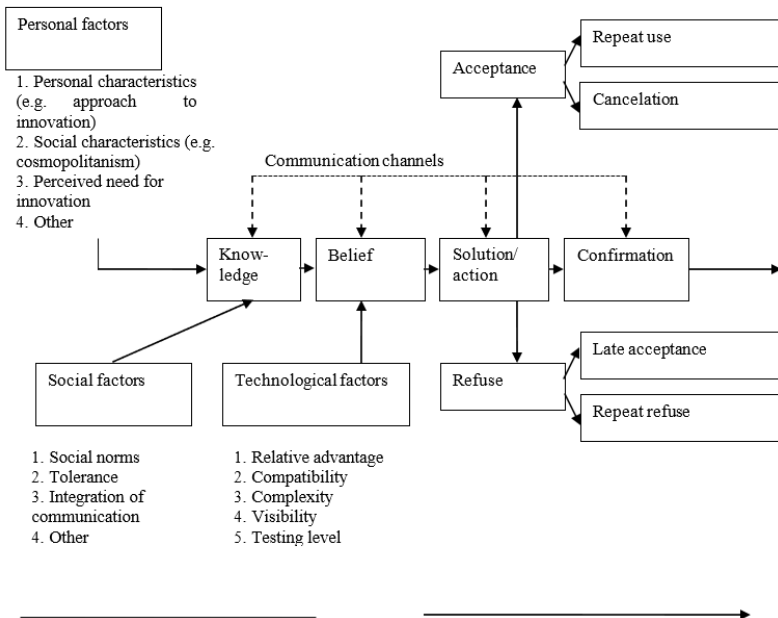 Personal factors
1. Personal characteristics
(e.g. approach to
innovation)
2. Social characteristics (e.g.
cosmopolitanism)
3. Perceived need for
innovation
4. Other
Repeat use
Acceptance
Cancelation
Communication channels
Know-
ledge
Belief
Solution/
action
Confirmation
Social factors
Technological factors
Refuse
Late acceptance
Repeat refuse
1. Social norms
2. Tolerance
3. Integration of
communication
4. Other
1. Relative advantage
2. Compatibility
3. Complexity
4. Visibility
5. Testing level